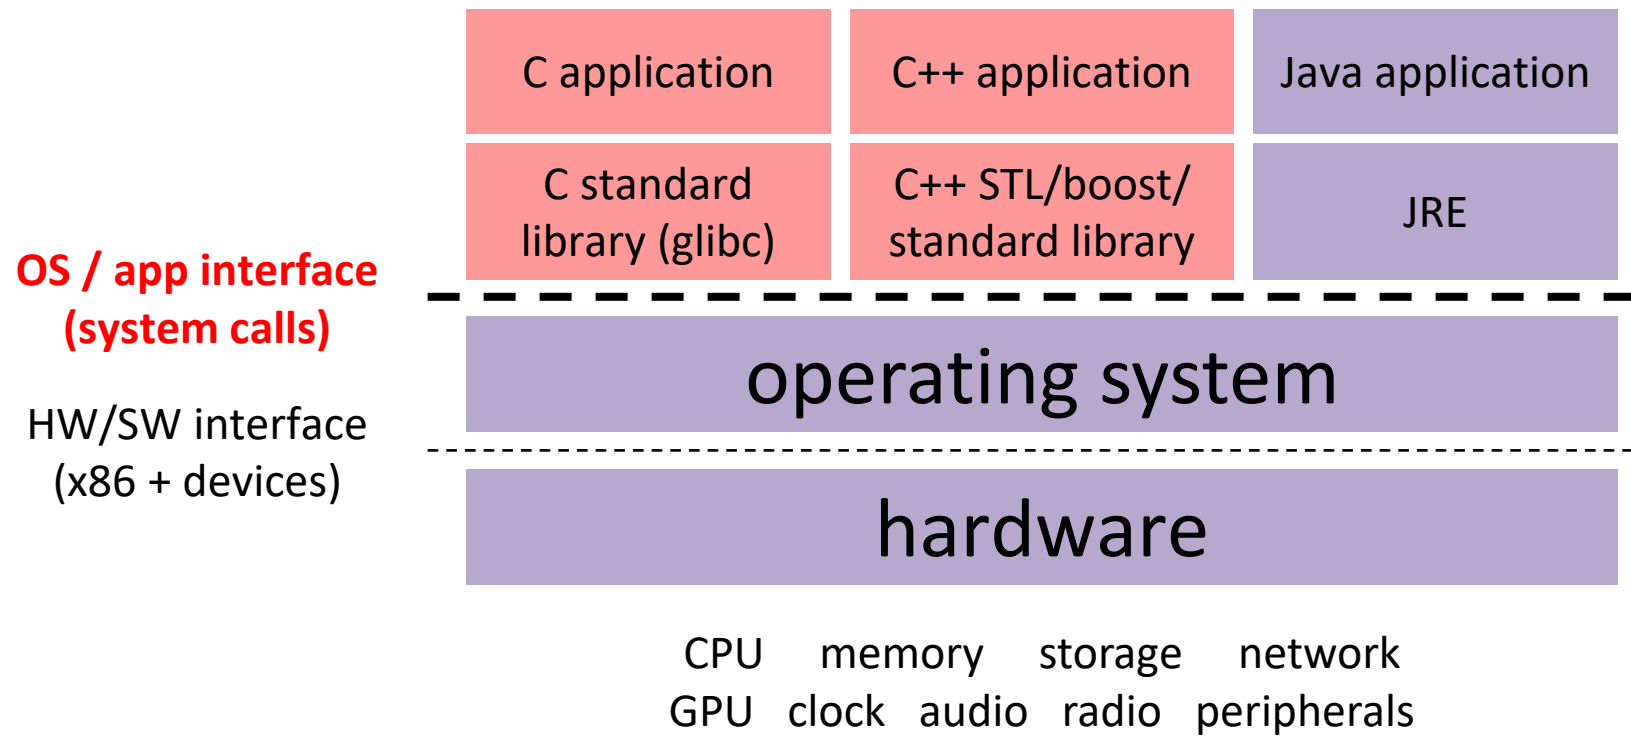 C application
C++ application
Java application
C standard
library (glibc)
C++ STL/boost/
standard library
JRE
OS / app interface
(system calls)
operating system
HW/SW interface
(x86 + devices)
hardware
CPU memory storage network
GPU clock audio radio peripherals